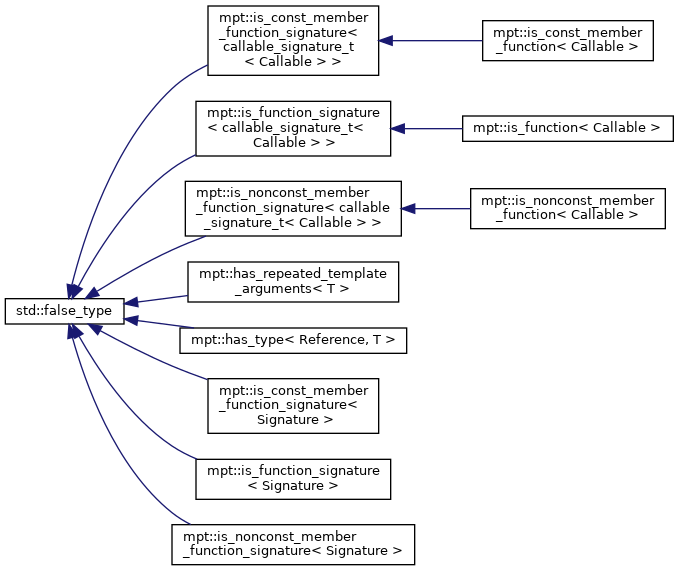 mpt::is_const_member
_function_signature<
callable_signature_t
< Callable > >
mpt::is_const_member
_function< Callable >
mpt::is_function_signature
< callable_signature_t<
Callable > >
mpt::is_function< Callable >
mpt::is_nonconst_member
_function_signature< callable
_signature_t< Callable > >
mpt::is_nonconst_member
_function< Callable >
mpt::has_repeated_template
_arguments< T >
std::false_type
mpt::has_type< Reference, T >
mpt::is_const_member
_function_signature<
Signature >
mpt::is_function_signature
< Signature >
mpt::is_nonconst_member
_function_signature< Signature >